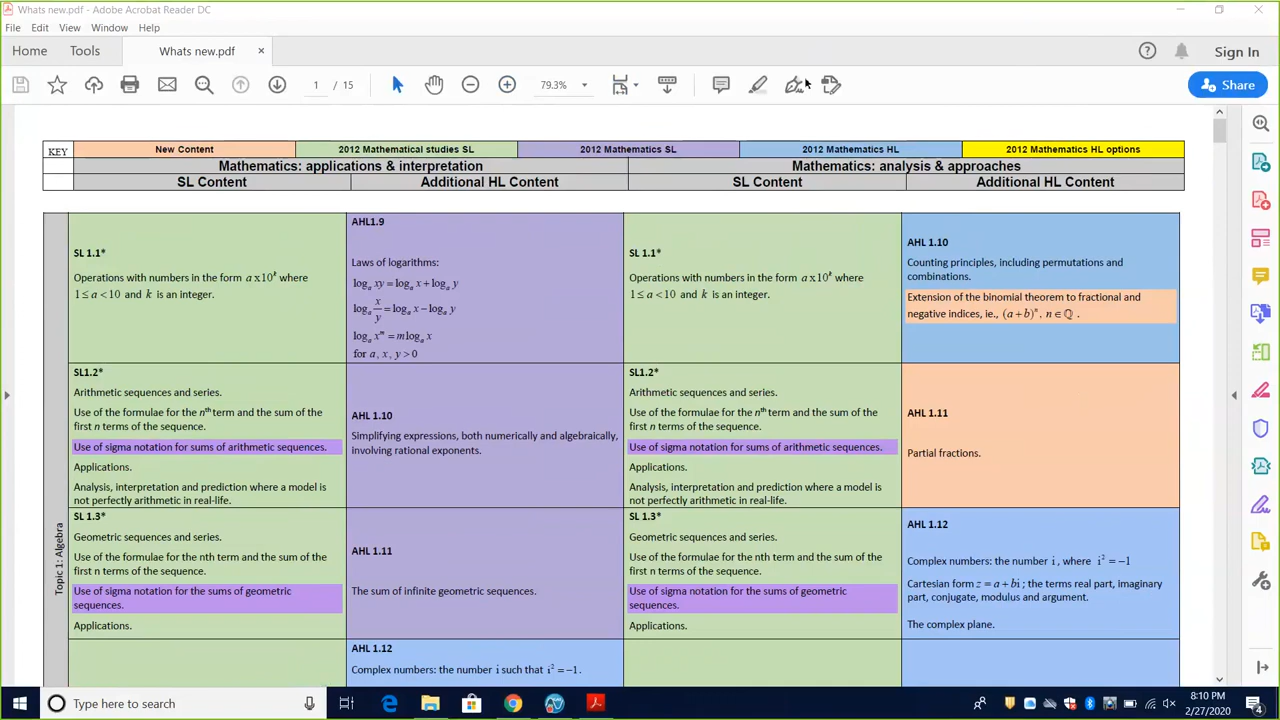 Whats new.pdf - Adobe Acrobat Reader DC
File Edit View Window Help
Home Tools Whats new.pdf × Sign In
1 / 15 79.3% Share
KEY New Content 2012 Mathematical studies SL 2012 Mathematics SL 2012 Mathematics HL 2012 Mathematics HL options
Mathematics: applications & interpretation Mathematics: analysis & approaches
SL Content Additional HL Content SL Content Additional HL Content
Topic 1: Algebra
SL 1.1*
Operations with numbers in the form a x10^k where
1 ≤ a < 10 and k is an integer.
AHL1.9
Laws of logarithms:
log_a xy = log_a x + log_a y
log_a x/y = log_a x − log_a y
log_a x^m = m log_a x
for a, x, y > 0
SL 1.1*
Operations with numbers in the form a x10^k where
1 ≤ a < 10 and k is an integer.
AHL 1.10
Counting principles, including permutations and
combinations.
Extension of the binomial theorem to fractional and
negative indices, ie., (a + b)^n, n ∈ ℚ .
SL1.2*
Arithmetic sequences and series.
Use of the formulae for the n^th term and the sum of the
first n terms of the sequence.
Use of sigma notation for sums of arithmetic sequences.
Applications.
Analysis, interpretation and prediction where a model is
not perfectly arithmetic in real-life.
AHL 1.10
Simplifying expressions, both numerically and algebraically,
involving rational exponents.
SL1.2*
Arithmetic sequences and series.
Use of the formulae for the n^th term and the sum of the
first n terms of the sequence.
Use of sigma notation for sums of arithmetic sequences.
Applications.
Analysis, interpretation and prediction where a model is
not perfectly arithmetic in real-life.
AHL 1.11
Partial fractions.
SL 1.3*
Geometric sequences and series.
Use of the formulae for the nth term and the sum of the
first n terms of the sequence.
Use of sigma notation for the sums of geometric
sequences.
Applications.
AHL 1.11
The sum of infinite geometric sequences.
SL 1.3*
Geometric sequences and series.
Use of the formulae for the nth term and the sum of the
first n terms of the sequence.
Use of sigma notation for the sums of geometric
sequences.
Applications.
AHL 1.12
Complex numbers: the number i, where i² = −1
Cartesian form z = a + bi ; the terms real part, imaginary
part, conjugate, modulus and argument.
The complex plane.
AHL 1.12
Complex numbers: the number i such that i² = −1.
Type here to search
8:10 PM
2/27/2020
4